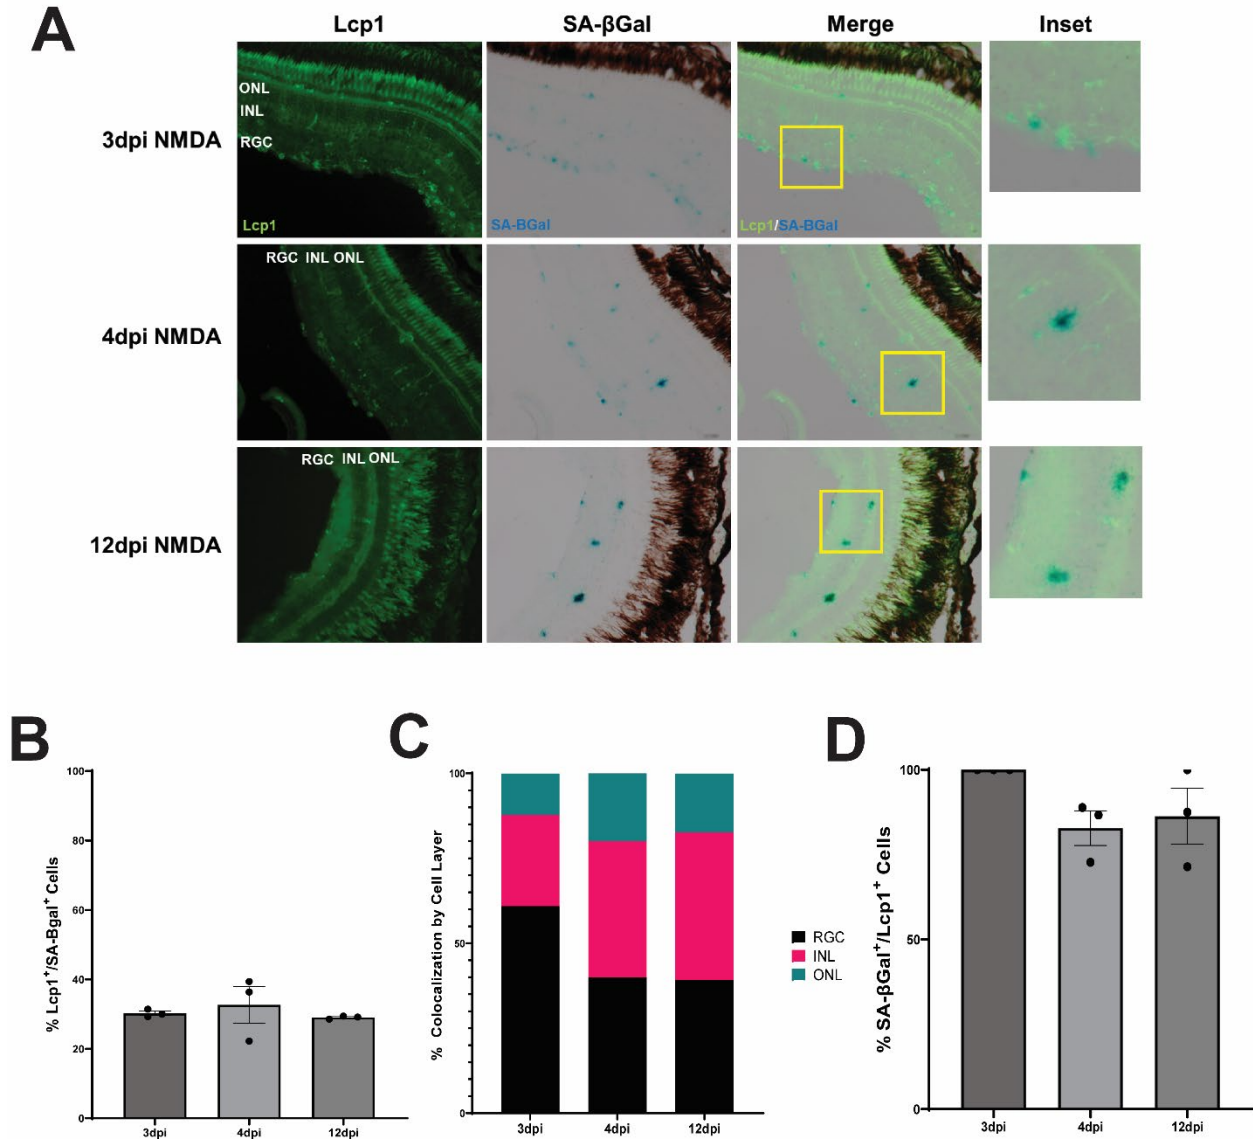 A
Lcp1 SA-βGal Merge Inset
3dpi NMDA
ONL
INL
RGC
Lcp1 SA-BGal Lcp1/SA-BGal
4dpi NMDA
RGC INL ONL
12dpi NMDA
RGC INL ONL
B
% Lcp1⁺/SA-Bgal⁺ Cells
100
80
60
40
20
0
3dpi 4dpi 12dpi
C
% Colocalization by Cell Layer
100
50
0
3dpi 4dpi 12dpi
RGC
INL
ONL
D
% SA-βGal⁺/Lcp1⁺ Cells
100
50
0
3dpi 4dpi 12dpi